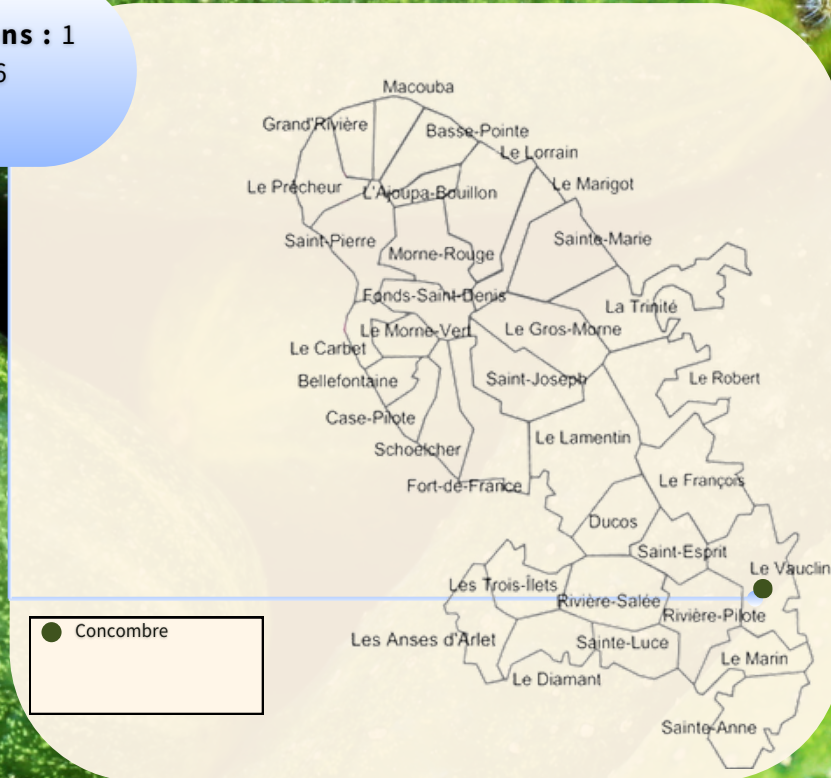 ns : 1
6
Macouba
Grand'Rivière
Basse-Pointe
Le Lorrain
Le Prêcheur
L'Ajoupa-Bouillon
Le Marigot
Saint-Pierre
Sainte-Marie
Morne-Rouge
Fonds-Saint-Denis
La Trinité
Le Morne-Vert
Le Gros-Morne
Le Carbet
Bellefontaine
Saint-Joseph
Le Robert
Case-Pilote
Schoelcher
Le Lamentin
Fort-de-France
Le François
Ducos
Saint-Esprit
Le Vauclin
Les Trois-Îlets
Rivière-Salée
Rivière-Pilote
Les Anses d'Arlet
Sainte-Luce
Le Marin
Le Diamant
Sainte-Anne
Concombre